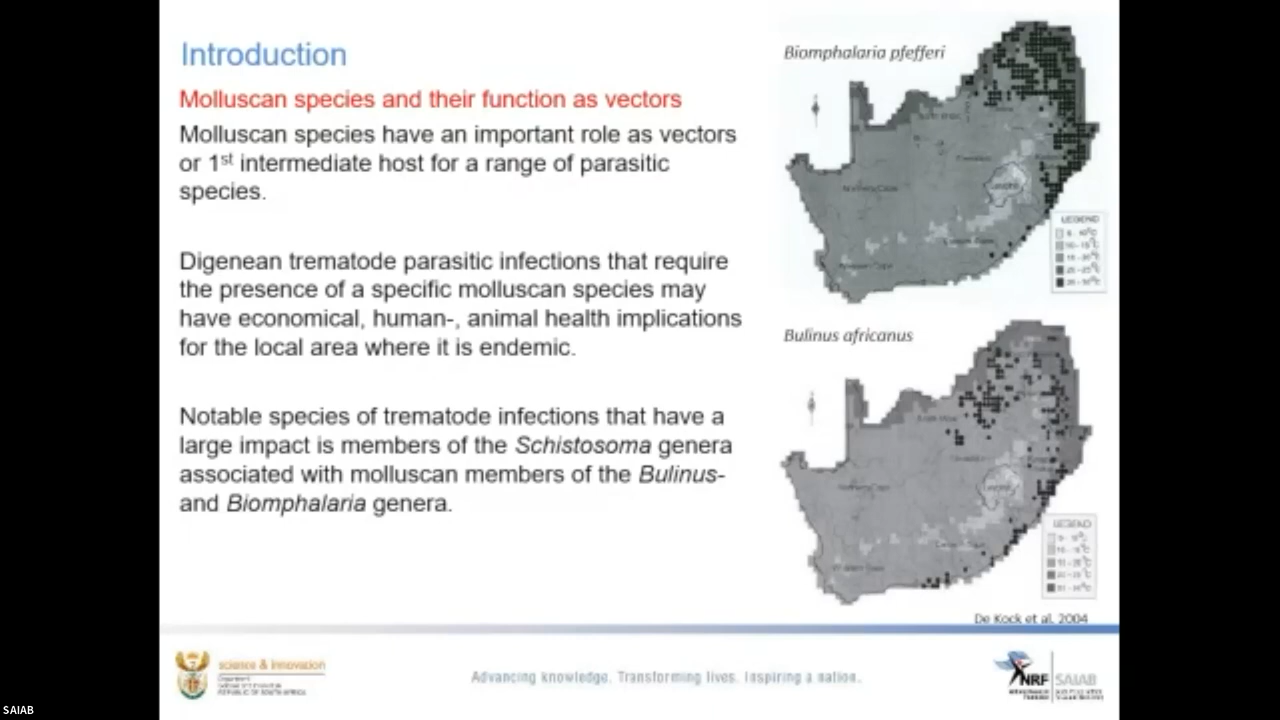 Introduction
Molluscan species and their function as vectors
Molluscan species have an important role as vectors
or 1st intermediate host for a range of parasitic
species.
Digenean trematode parasitic infections that require
the presence of a specific molluscan species may
have economical, human-, animal health implications
for the local area where it is endemic.
Notable species of trematode infections that have a
large impact is members of the Schistosoma genera
associated with molluscan members of the Bulinus-
and Biomphalaria genera.
Biomphalaria pfefferi
LEGEND
Bulinus africanus
LEGEND
De Kock et al. 2004
science & innovation
REPUBLIC OF SOUTH AFRICA
Advancing knowledge. Transforming lives. Inspiring a nation.
NRF
SAIAB
SAIAB